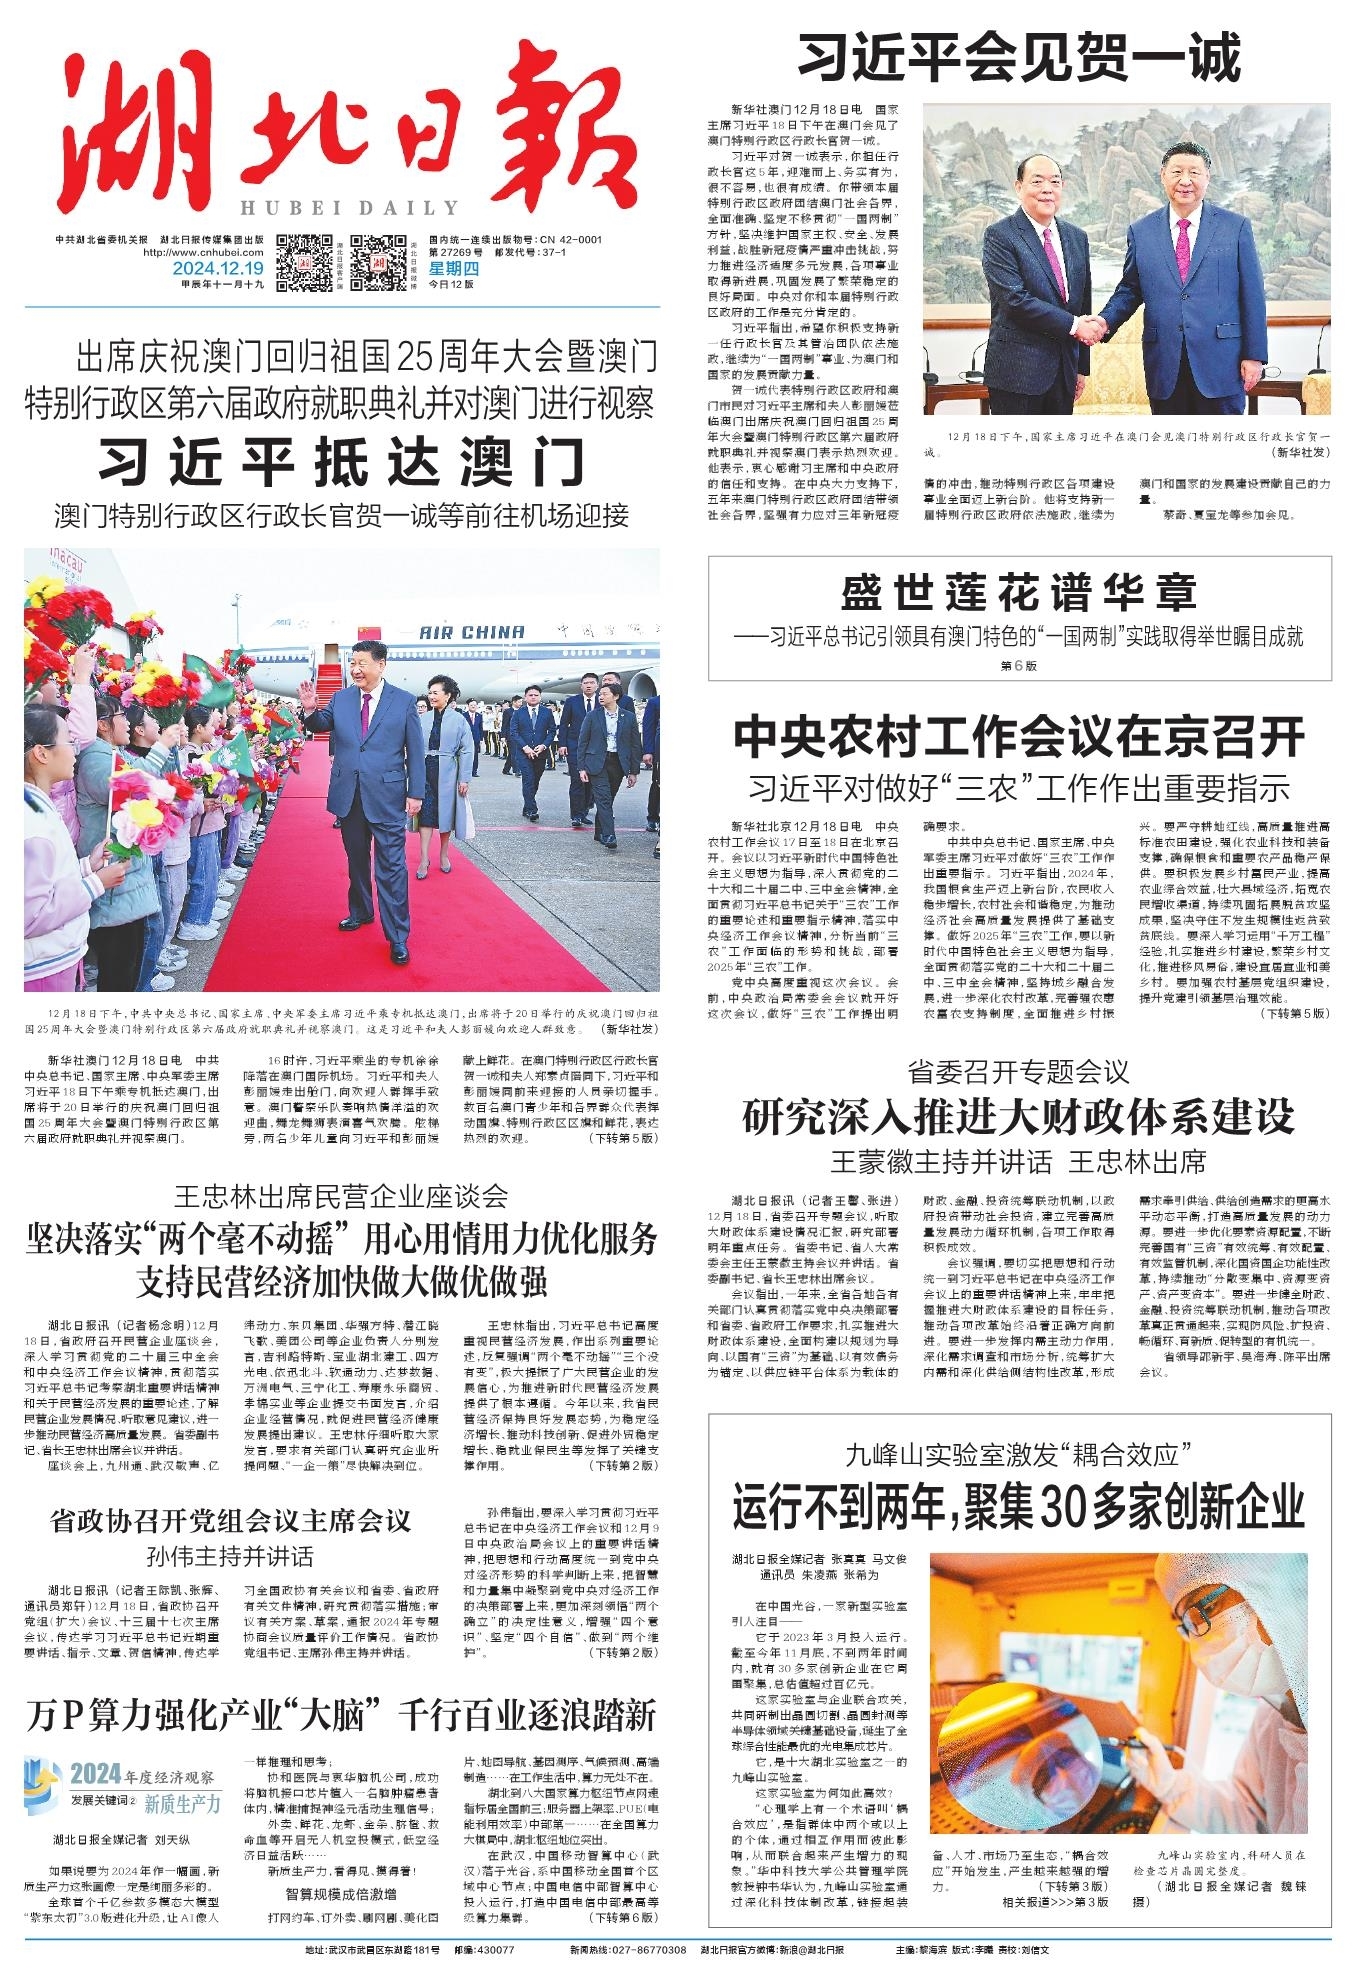 湖北日報
HUBEI DAILY
中共湖北省委机关报 湖北日报传媒集团出版
http://www.cnhubei.com
2024.12.19
甲辰年十一月十九
湖北日报客户端
湖北日报微博
国内统一连续出版物号:CN 42-0001
第27269号 邮发代号:37-1
星期四
今日12版
出席庆祝澳门回归祖国25周年大会暨澳门
特别行政区第六届政府就职典礼并对澳门进行视察
习近平抵达澳门
澳门特别行政区行政长官贺一诚等前往机场迎接
macau
AIR CHINA
12月18日下午,中共中央总书记、国家主席、中央军委主席习近平乘专机抵达澳门,出席将于20日举行的庆祝澳门回归祖
国25周年大会暨澳门特别行政区第六届政府就职典礼并视察澳门。这是习近平和夫人彭丽媛向欢迎人群致意。 (新华社发)
新华社澳门12月18日电 中共
中央总书记、国家主席、中央军委主席
习近平18日下午乘专机抵达澳门,出
席将于20日举行的庆祝澳门回归祖
国25周年大会暨澳门特别行政区第
六届政府就职典礼并视察澳门。
16时许,习近平乘坐的专机徐徐
降落在澳门国际机场。习近平和夫人
彭丽媛走出舱门,向欢迎人群挥手致
意。澳门警察乐队奏响热情洋溢的欢
迎曲,舞龙舞狮表演喜气欢腾。舷梯
旁,两名少年儿童向习近平和彭丽媛
献上鲜花。在澳门特别行政区行政长官
贺一诚和夫人郑素贞陪同下,习近平和
彭丽媛同前来迎接的人员亲切握手。
数百名澳门青少年和各界群众代表挥
动国旗、特别行政区区旗和鲜花,表达
热烈的欢迎。 (下转第5版)
王忠林出席民营企业座谈会
坚决落实“两个毫不动摇” 用心用情用力优化服务
支持民营经济加快做大做优做强
湖北日报讯 (记者杨念明)12月
18日,省政府召开民营企业座谈会,
深入学习贯彻党的二十届三中全会
和中央经济工作会议精神,贯彻落实
习近平总书记考察湖北重要讲话精神
和关于民营经济发展的重要论述,了解
民营企业发展情况、听取意见建议,进一
步推动民营经济高质量发展。省委副书
记、省长王忠林出席会议并讲话。
座谈会上,九州通、武汉敏声、亿
纬动力、东贝集团、华强方特、潜江晓
飞歌、美团公司等企业负责人分别发
言,吉利路特斯、宝业湖北建工、四方
光电、依迅北斗、软通动力、达梦数据、
万洲电气、三宁化工、寿康永乐商贸、
孝棉实业等企业提交书面发言,介绍
企业经营情况,就促进民营经济健康
发展提出建议。王忠林仔细听取大家
发言,要求有关部门认真研究企业所
提问题、“一企一策”尽快解决到位。
王忠林指出,习近平总书记高度
重视民营经济发展,作出系列重要论
述,反复强调“两个毫不动摇”“三个没
有变”,极大提振了广大民营企业的发
展信心,为推进新时代民营经济发展
提供了根本遵循。今年以来,我省民
营经济保持良好发展态势,为稳定经
济增长、推动科技创新、促进外贸稳定
增长、稳就业保民生等发挥了关键支
撑作用。 (下转第2版)
省政协召开党组会议主席会议
孙伟主持并讲话
湖北日报讯 (记者王际凯、张辉、
通讯员郑轩)12月18日,省政协召开
党组(扩大)会议、十三届十七次主席
会议,传达学习习近平总书记近期重
要讲话、指示、文章、贺信精神,传达学
习全国政协有关会议和省委、省政府
有关文件精神,研究贯彻落实措施;审
议有关方案、草案,通报2024年专题
协商会议质量评价工作情况。省政协
党组书记、主席孙伟主持并讲话。
孙伟指出,要深入学习贯彻习近平
总书记在中央经济工作会议和12月9
日中央政治局会议上的重要讲话精
神,把思想和行动高度统一到党中央
对经济形势的科学判断上来,把智慧
和力量集中凝聚到党中央对经济工作
的决策部署上来,更加深刻领悟“两个
确立”的决定性意义,增强“四个意
识”、坚定“四个自信”、做到“两个维
护”。 (下转第2版)
万P算力强化产业“大脑” 千行百业逐浪踏新
2024年度经济观察
发展关键词② 新质生产力
湖北日报全媒记者 刘天纵
如果说要为2024年作一幅画,新
质生产力这张画像一定是绚丽多彩的。
全球首个千亿参数多模态大模型
“紫东太初”3.0版进化升级,让AI像人
一样推理和思考;
协和医院与衷华脑机公司,成功
将脑机接口芯片植入一名脑肿瘤患者
体内,精准捕捉神经元活动生理信号;
外卖、鲜花、龙虾、金条、脐橙、救
命血等开启无人机空投模式,低空经
济日益活跃……
新质生产力,看得见、摸得着!
智算规模成倍激增
打网约车、订外卖、刷网剧、美化图
片、地图导航、基因测序、气候预测、高端
制造……在工作生活中,算力无处不在。
湖北到八大国家算力枢纽节点网速
指标居全国前三;服务器上架率、PUE(电
能利用效率)中部第一……在全国算力
大棋局中,湖北枢纽地位突出。
在武汉,中国移动智算中心(武
汉)落子光谷,系中国移动全国首个区
域中心节点;中国电信中部智算中心
投入运行,打造中国电信中部最高等
级算力集群。 (下转第6版)
习近平会见贺一诚
新华社澳门12月18日电 国家
主席习近平18日下午在澳门会见了
澳门特别行政区行政长官贺一诚。
习近平对贺一诚表示,你担任行
政长官这5年,迎难而上、务实有为,
很不容易,也很有成绩。你带领本届
特别行政区政府团结澳门社会各界,
全面准确、坚定不移贯彻“一国两制”
方针,坚决维护国家主权、安全、发展
利益,战胜新冠疫情严重冲击挑战,努
力推进经济适度多元发展,各项事业
取得新进展,巩固发展了繁荣稳定的
良好局面。中央对你和本届特别行政
区政府的工作是充分肯定的。
习近平指出,希望你积极支持新
一任行政长官及其管治团队依法施
政,继续为“一国两制”事业、为澳门和
国家的发展贡献力量。
贺一诚代表特别行政区政府和澳
门市民对习近平主席和夫人彭丽媛莅
临澳门出席庆祝澳门回归祖国25周
年大会暨澳门特别行政区第六届政府
就职典礼并视察澳门表示热烈欢迎。
他表示,衷心感谢习主席和中央政府
的信任和支持。在中央大力支持下,
五年来澳门特别行政区政府团结带领
社会各界,坚强有力应对三年新冠疫
12月18日下午,国家主席习近平在澳门会见澳门特别行政区行政长官贺一
诚。 (新华社发)
情的冲击,推动特别行政区各项建设
事业全面迈上新台阶。他将支持新一
届特别行政区政府依法施政,继续为
澳门和国家的发展建设贡献自己的力
量。
蔡奇、夏宝龙等参加会见。
盛世莲花谱华章
——习近平总书记引领具有澳门特色的“一国两制”实践取得举世瞩目成就
第6版
中央农村工作会议在京召开
习近平对做好“三农”工作作出重要指示
新华社北京12月18日电 中央
农村工作会议17日至18日在北京召
开。会议以习近平新时代中国特色社
会主义思想为指导,深入贯彻党的二
十大和二十届二中、三中全会精神,全
面贯彻习近平总书记关于“三农”工作
的重要论述和重要指示精神,落实中
央经济工作会议精神,分析当前“三
农”工作面临的形势和挑战,部署
2025年“三农”工作。
党中央高度重视这次会议。会
前,中央政治局常委会会议就开好
这次会议,做好“三农”工作提出明
确要求。
中共中央总书记、国家主席、中央
军委主席习近平对做好“三农”工作作
出重要指示。习近平指出,2024年,
我国粮食生产迈上新台阶,农民收入
稳步增长,农村社会和谐稳定,为推动
经济社会高质量发展提供了基础支
撑。做好2025年“三农”工作,要以新
时代中国特色社会主义思想为指导,
全面贯彻落实党的二十大和二十届二
中、三中全会精神,坚持城乡融合发
展,进一步深化农村改革,完善强农惠
农富农支持制度,全面推进乡村振
兴。要严守耕地红线,高质量推进高
标准农田建设,强化农业科技和装备
支撑,确保粮食和重要农产品稳产保
供。要积极发展乡村富民产业,提高
农业综合效益,壮大县域经济,拓宽农
民增收渠道,持续巩固拓展脱贫攻坚
成果,坚决守住不发生规模性返贫致
贫底线。要深入学习运用“千万工程”
经验,扎实推进乡村建设,繁荣乡村文
化,推进移风易俗,建设宜居宜业和美
乡村。要加强农村基层党组织建设,
提升党建引领基层治理效能。
(下转第5版)
省委召开专题会议
研究深入推进大财政体系建设
王蒙徽主持并讲话 王忠林出席
湖北日报讯 (记者王馨、张进)
12月18日,省委召开专题会议,听取
大财政体系建设情况汇报,研究部署
明年重点任务。省委书记、省人大常
委会主任王蒙徽主持会议并讲话。省
委副书记、省长王忠林出席会议。
会议指出,一年来,全省各地各有
关部门认真贯彻落实党中央决策部署
和省委、省政府工作要求,扎实推进大
财政体系建设,全面构建以规划为导
向、以国有“三资”为基础、以有效债务
为锚定、以供应链平台体系为载体的
财政、金融、投资统筹联动机制,以政
府投资带动社会投资,建立完善高质
量发展动力循环机制,各项工作取得
积极成效。
会议强调,要切实把思想和行动
统一到习近平总书记在中央经济工作
会议上的重要讲话精神上来,牢牢把
握推进大财政体系建设的目标任务,
推动各项改革始终沿着正确方向前
进。要进一步发挥内需主动力作用,
深化需求调查和市场分析,统筹扩大
内需和深化供给侧结构性改革,形成
需求牵引供给、供给创造需求的更高水
平动态平衡,打造高质量发展的动力
源。要进一步优化要素资源配置,不断
完善国有“三资”有效统筹、有效配置、
有效监管机制,深化国资国企功能性改
革,持续推动“分散变集中、资源变资
产、资产变资本”。要进一步健全财政、
金融、投资统筹联动机制,推动各项改
革真正贯通起来,实现防风险、扩投资、
畅循环、育新质、促转型的有机统一。
省领导邵新宇、吴海涛、陈平出席
会议。
九峰山实验室激发“耦合效应”
运行不到两年,聚集30多家创新企业
湖北日报全媒记者 张真真 马文俊
通讯员 朱凌燕 张希为
在中国光谷,一家新型实验室
引人注目——
它于2023年3月投入运行。
截至今年11月底,不到两年时间
内,就有30多家创新企业在它周
围聚集,总估值超过百亿元。
这家实验室与企业联合攻关,
共同研制出晶圆切割、晶圆封测等
半导体领域关键基础设备,诞生了全
球综合性能最优的光电集成芯片。
它,是十大湖北实验室之一的
九峰山实验室。
这家实验室为何如此高效?
“心理学上有一个术语叫‘耦
合效应’,是指群体中两个或以上
的个体,通过相互作用而彼此影
响,从而联合起来产生增力的现
象。”华中科技大学公共管理学院
教授钟书华认为,九峰山实验室通
过深化科技体制改革,链接起装
备、人才、市场乃至生态,“耦合效
应”开始发生,产生越来越强的增
力。 (下转第3版)
相关报道>>>第3版
九峰山实验室内,科研人员在
检查芯片晶圆完整度。
(湖北日报全媒记者 魏铼
摄)
地址:武汉市武昌区东湖路181号 邮编:430077 新闻热线:027-86770308 湖北日报官方微博:新浪@湖北日报 主编:黎海滨 版式:李曦 责校:刘信文